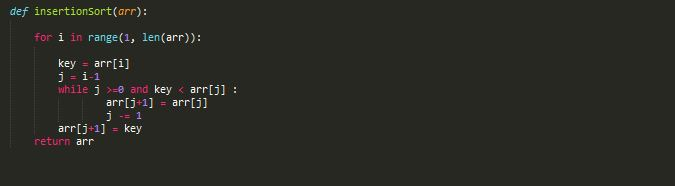 def insertionSort(arr):
for i in range(1, len(arr)):
key = arr[i]
j = i-1
while j >=0 and key < arr[j] :
arr[j+1] = arr[j]
j -= 1
arr[j+1] = key
return arr